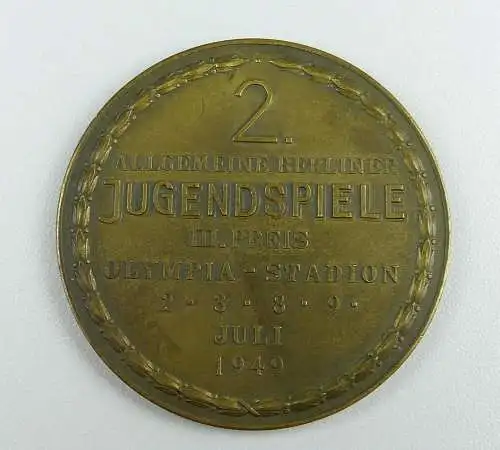 2.
ALLGEMEINE BERLINER
JUGENDSPIELE
III. PREIS
OLYMPIA - STADION
2 · 3 · 8 · 9 ·
JULI
1949